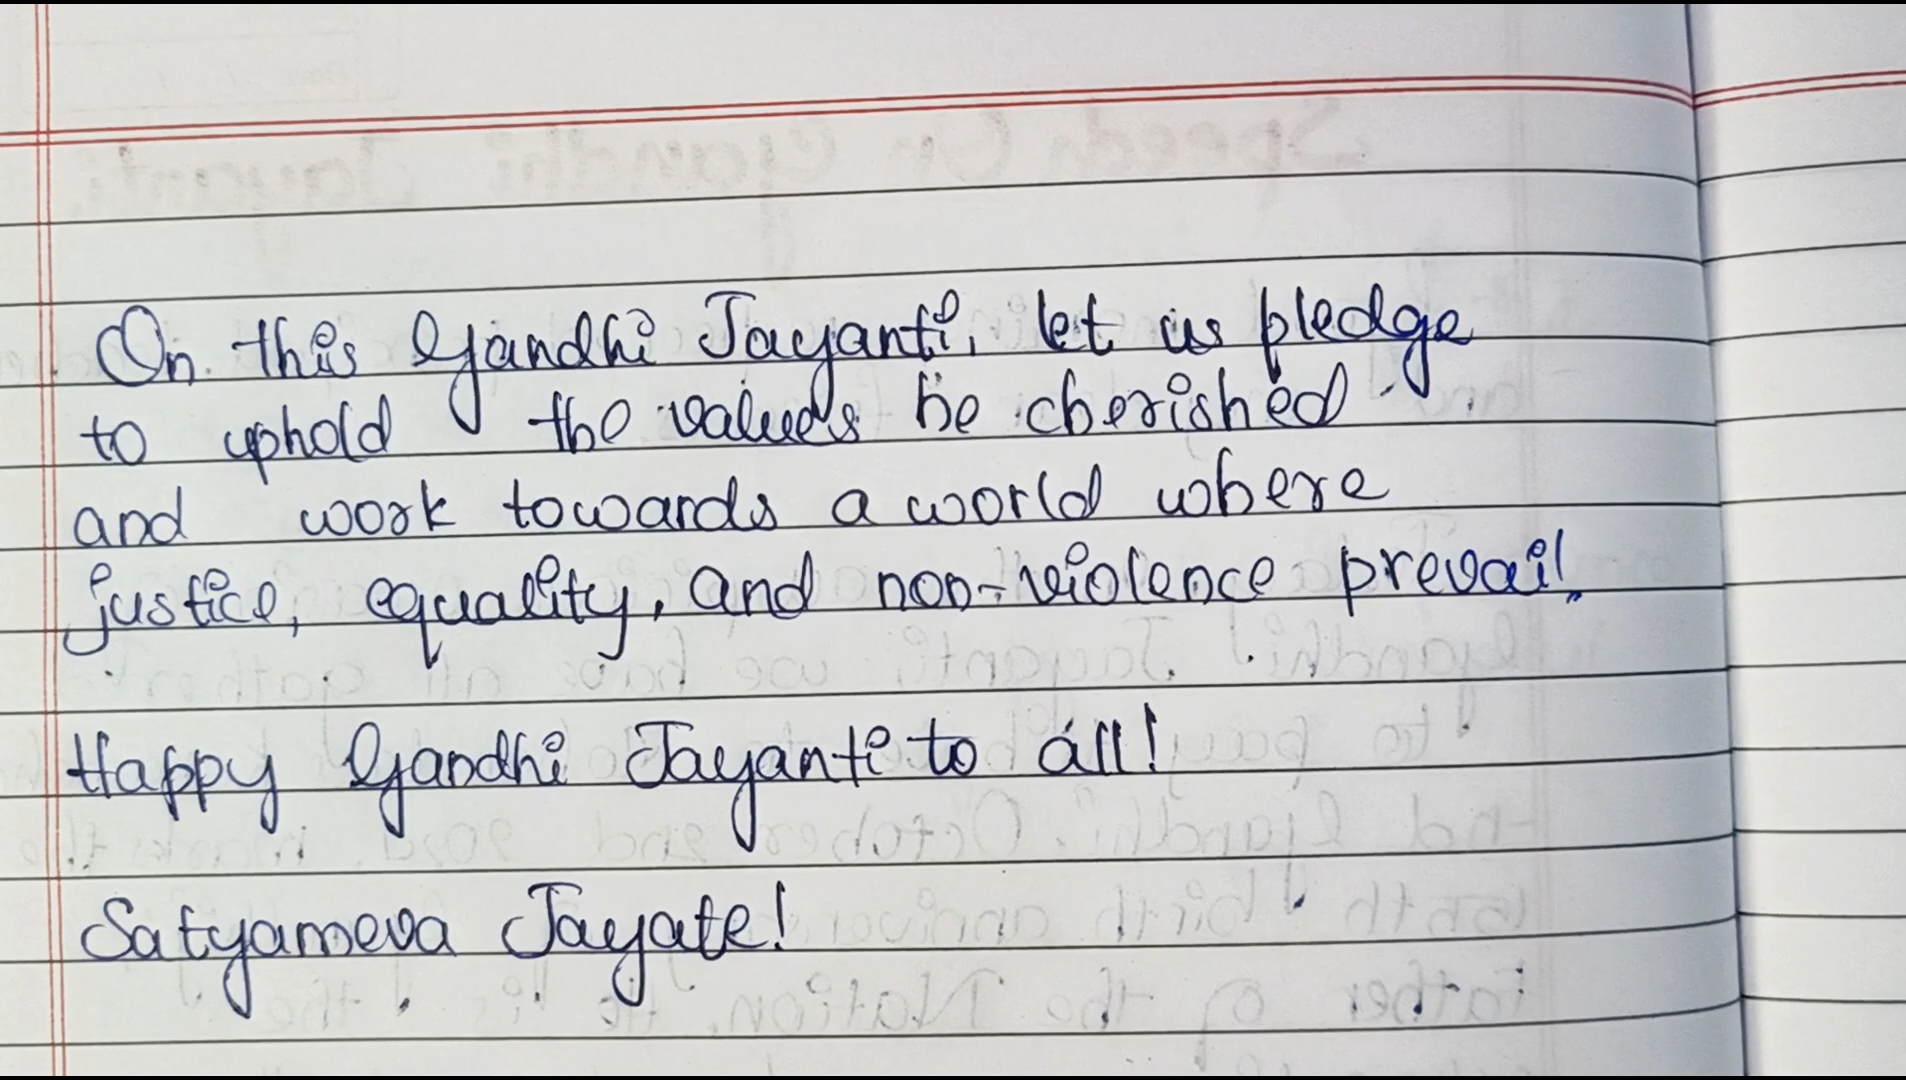 On this Gandhi Jayanti, let us pledge
to uphold the values he cherished
and work towards a world where
justice, equality, and non-violence prevail.
Happy Gandhi Jayanti to all!
Satyameva Jayate!